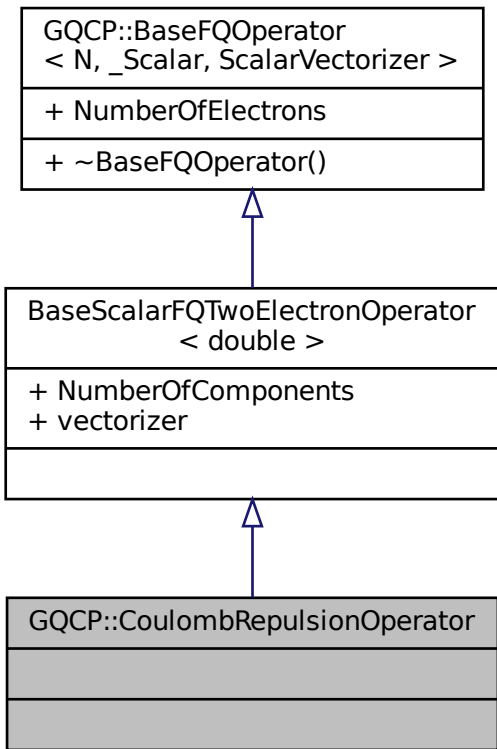 GQCP::BaseFQOperator
< N, _Scalar, ScalarVectorizer >
+ NumberOfElectrons
+ ~BaseFQOperator()
BaseScalarFQTwoElectronOperator
< double >
+ NumberOfComponents
+ vectorizer
GQCP::CoulombRepulsionOperator